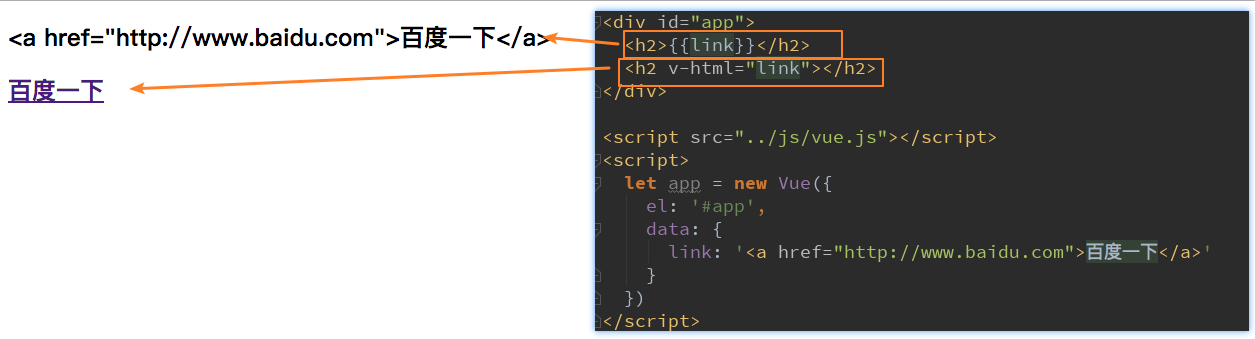 <a href="http://www.baidu.com">百度一下</a>
百度一下
<div id="app">
<h2>{{link}}</h2>
<h2 v-html="link"></h2>
</div>
<script src="../js/vue.js"></script>
<script>
let app = new Vue({
el: '#app',
data: {
link: '<a href="http://www.baidu.com">百度一下</a>'
}
})
</script>